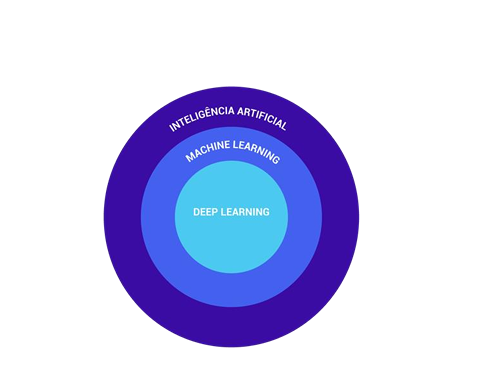 INTELIGÊNCIA ARTIFICIAL
MACHINE LEARNING
DEEP LEARNING